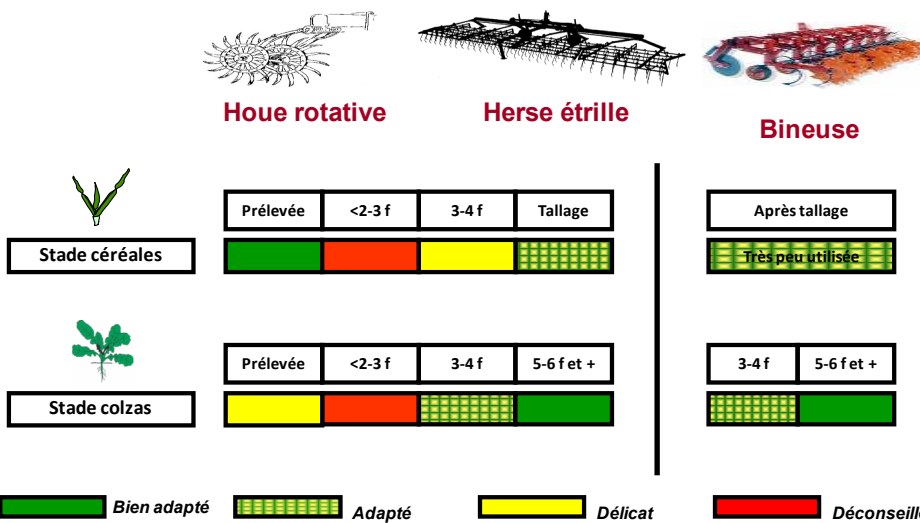 Houe rotative
Herse étrille
Bineuse
Prélevée <2-3 f 3-4 f Tallage
Après tallage
Stade céréales
Très peu utilisée
Prélevée <2-3 f 3-4 f 5-6 f et +
3-4 f 5-6 f et +
Stade colzas
Bien adapté
Adapté
Délicat
Déconseill